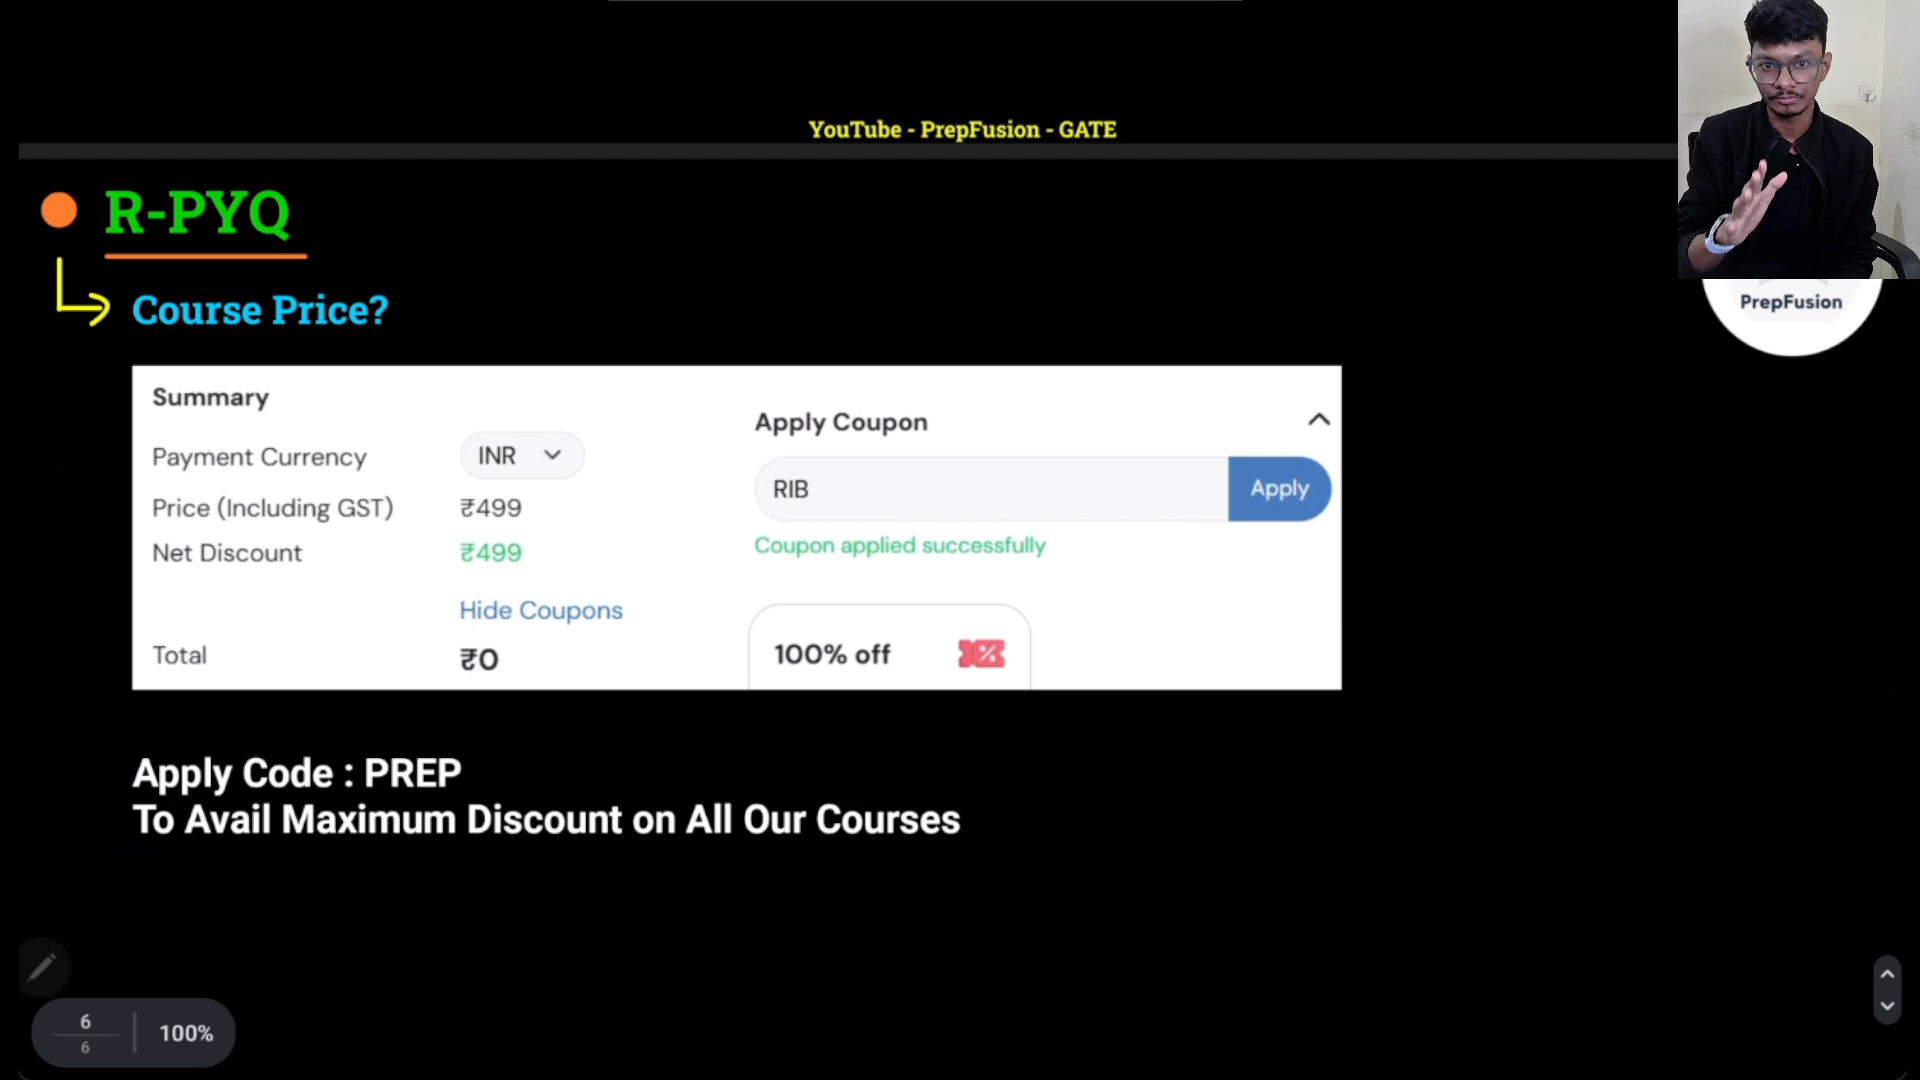 YouTube - PrepFusion - GATE
R-PYQ
Course Price?
PrepFusion
Summary
Payment Currency INR
Price (Including GST) ₹499
Net Discount ₹499
Hide Coupons
Total ₹0
Apply Coupon
RIB Apply
Coupon applied successfully
100% off
Apply Code : PREP
To Avail Maximum Discount on All Our Courses
6
6
100%